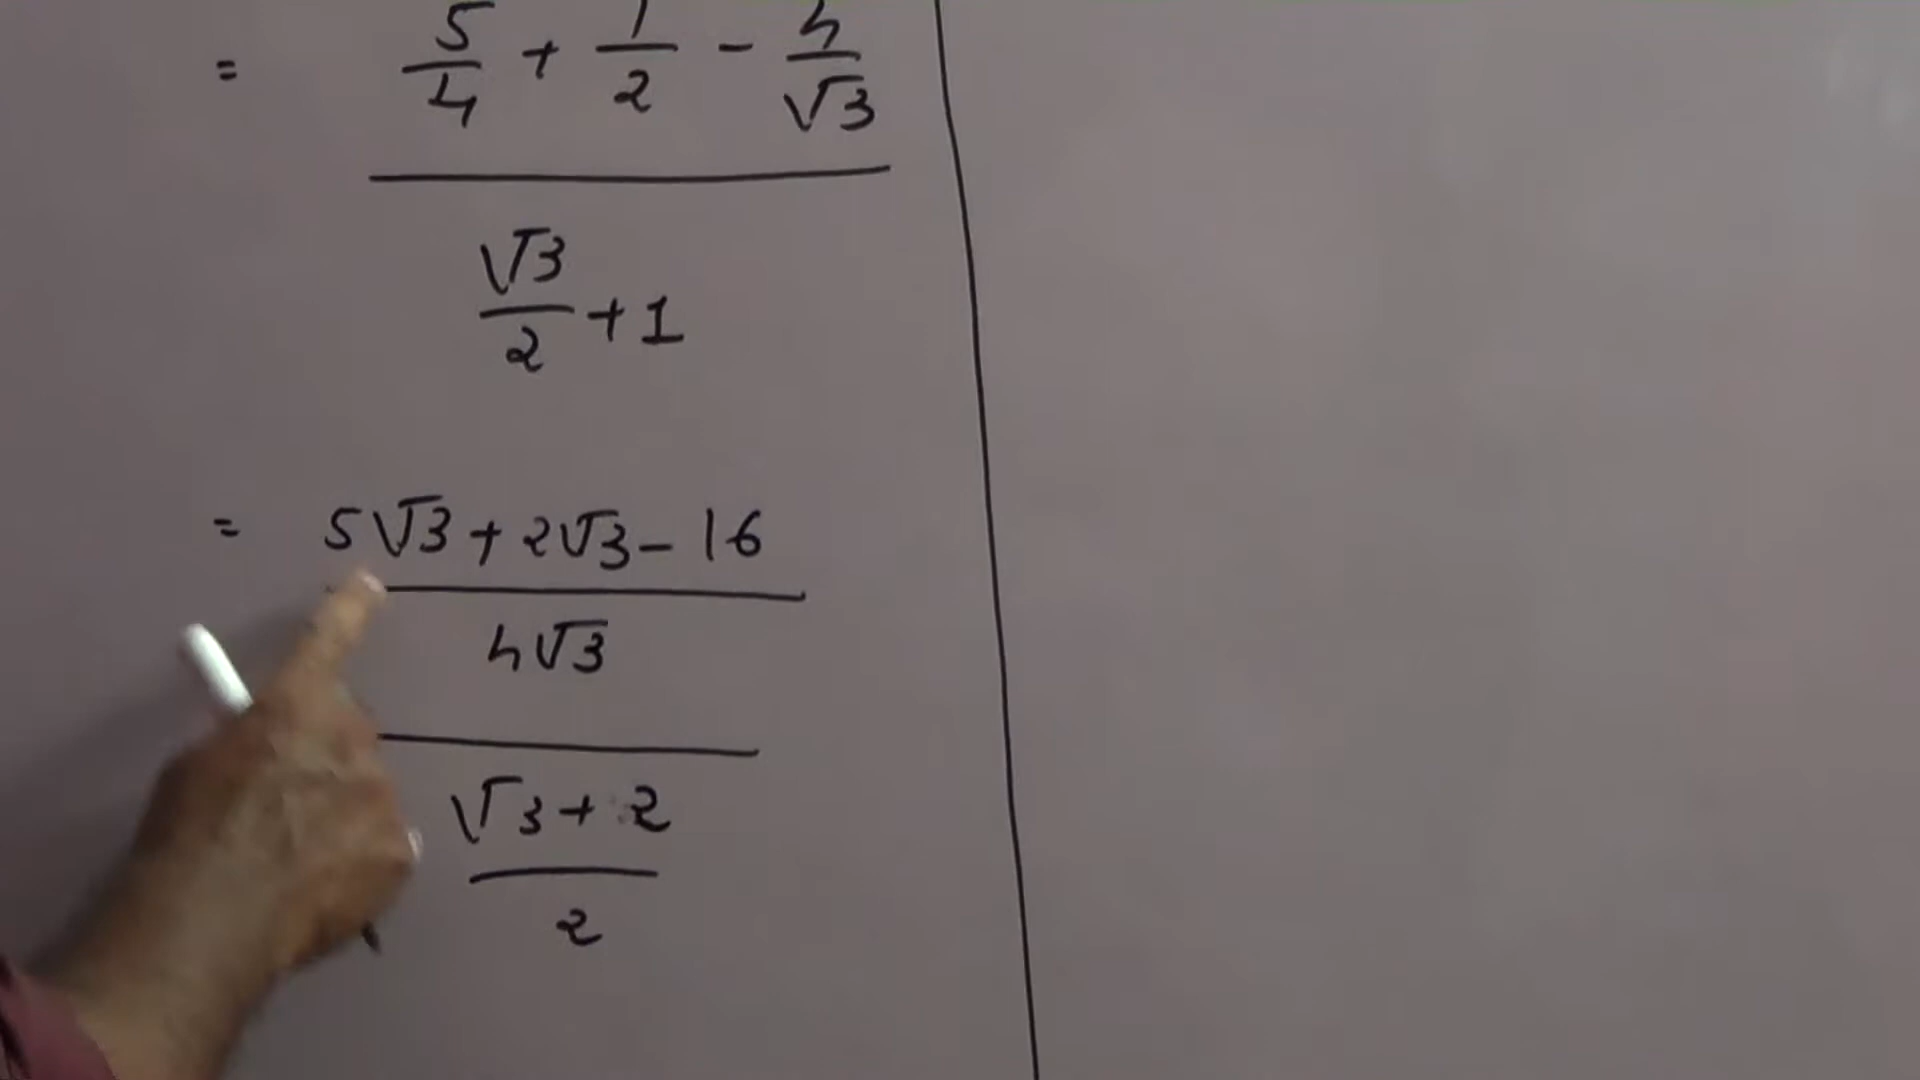 = 5/4 + 1/2 - 4/√3
√3/2 + 1
= 5√3 + 2√3 - 16
4√3
√3 + 2
2